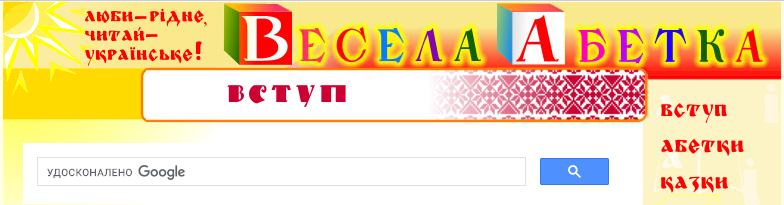 люби-рідне,
читай-
українське!
Весела Абетка
вступ
вступ
абетки
казки
удосконалено Google